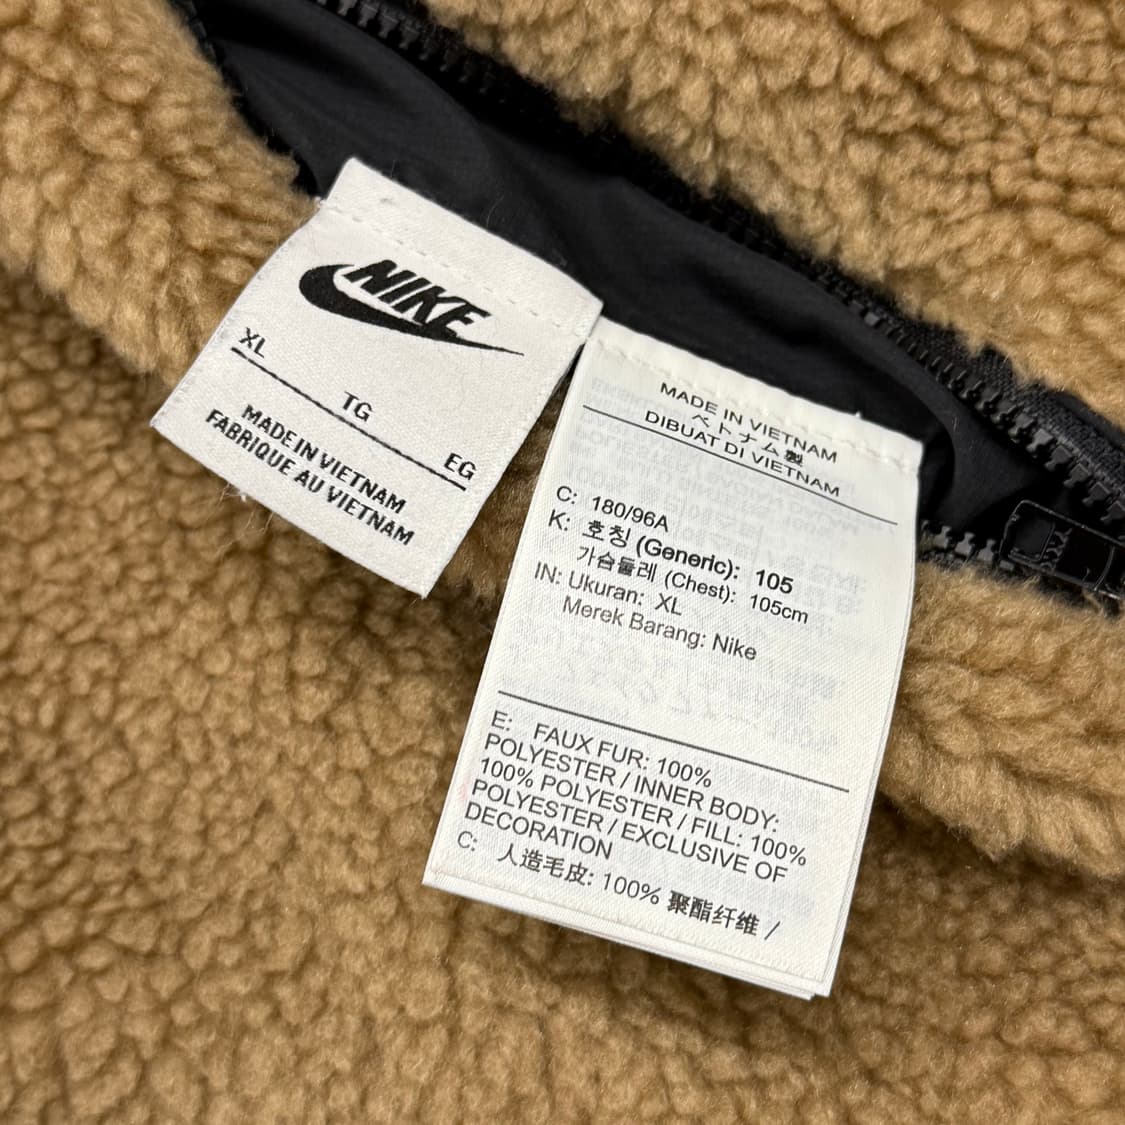 NIKE
XL
TG
EG
MADE IN VIETNAM
FABRIQUE AU VIETNAM
MADE IN VIETNAM
ベトナム製
DIBUAT DI VIETNAM
C: 180/96A
K: 호칭 (Generic): 105
가슴둘레 (Chest): 105cm
IN: Ukuran: XL
Merek Barang: Nike
E: FAUX FUR: 100%
POLYESTER / INNER BODY:
100% POLYESTER / FILL: 100%
POLYESTER / EXCLUSIVE OF
DECORATION
C: 人造毛皮: 100% 聚酯纤维 /